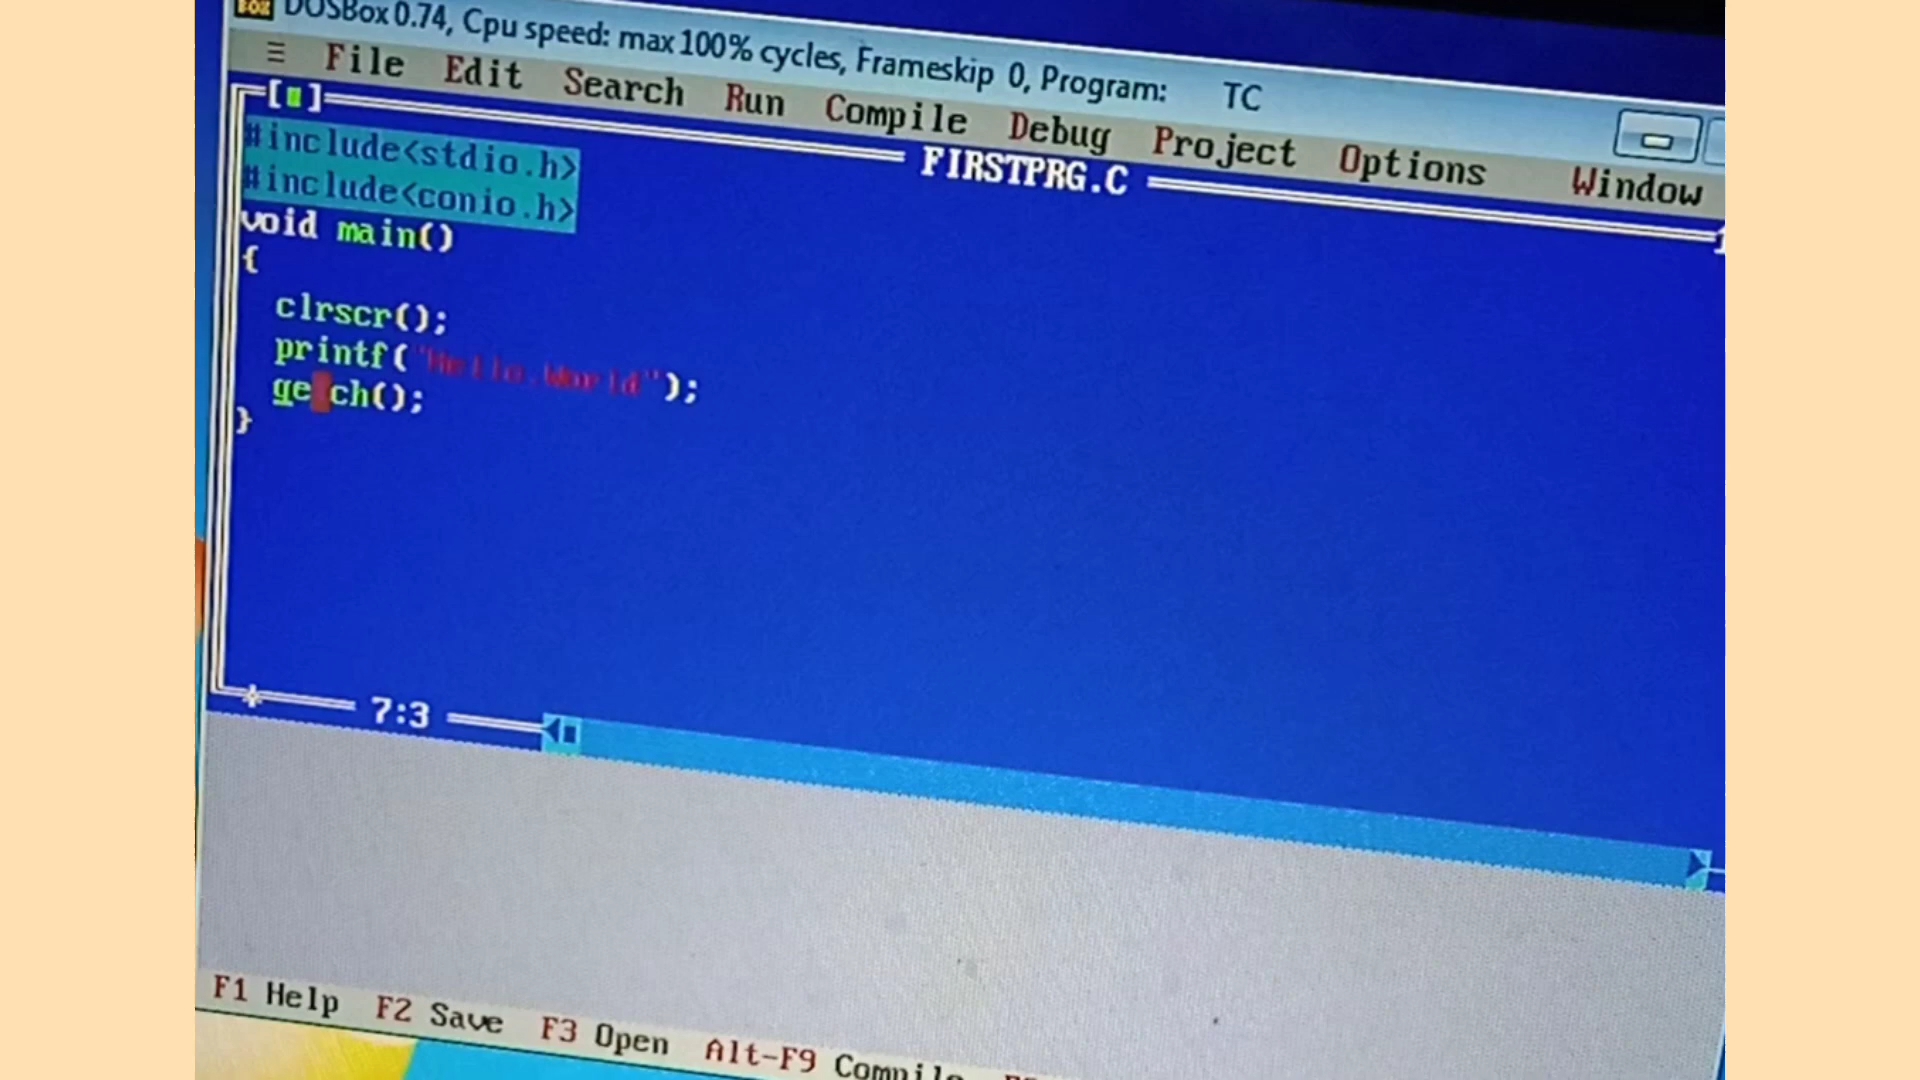 DOSBox 0.74, Cpu speed: max 100% cycles, Frameskip 0, Program: TC
≡ File Edit Search Run Compile Debug Project Options Window
FIRSTPRG.C
#include<stdio.h>
#include<conio.h>
void main()
{
clrscr();
printf("Hello.World");
getch();
}
7:3
F1 Help F2 Save F3 Open Alt-F9 Compile